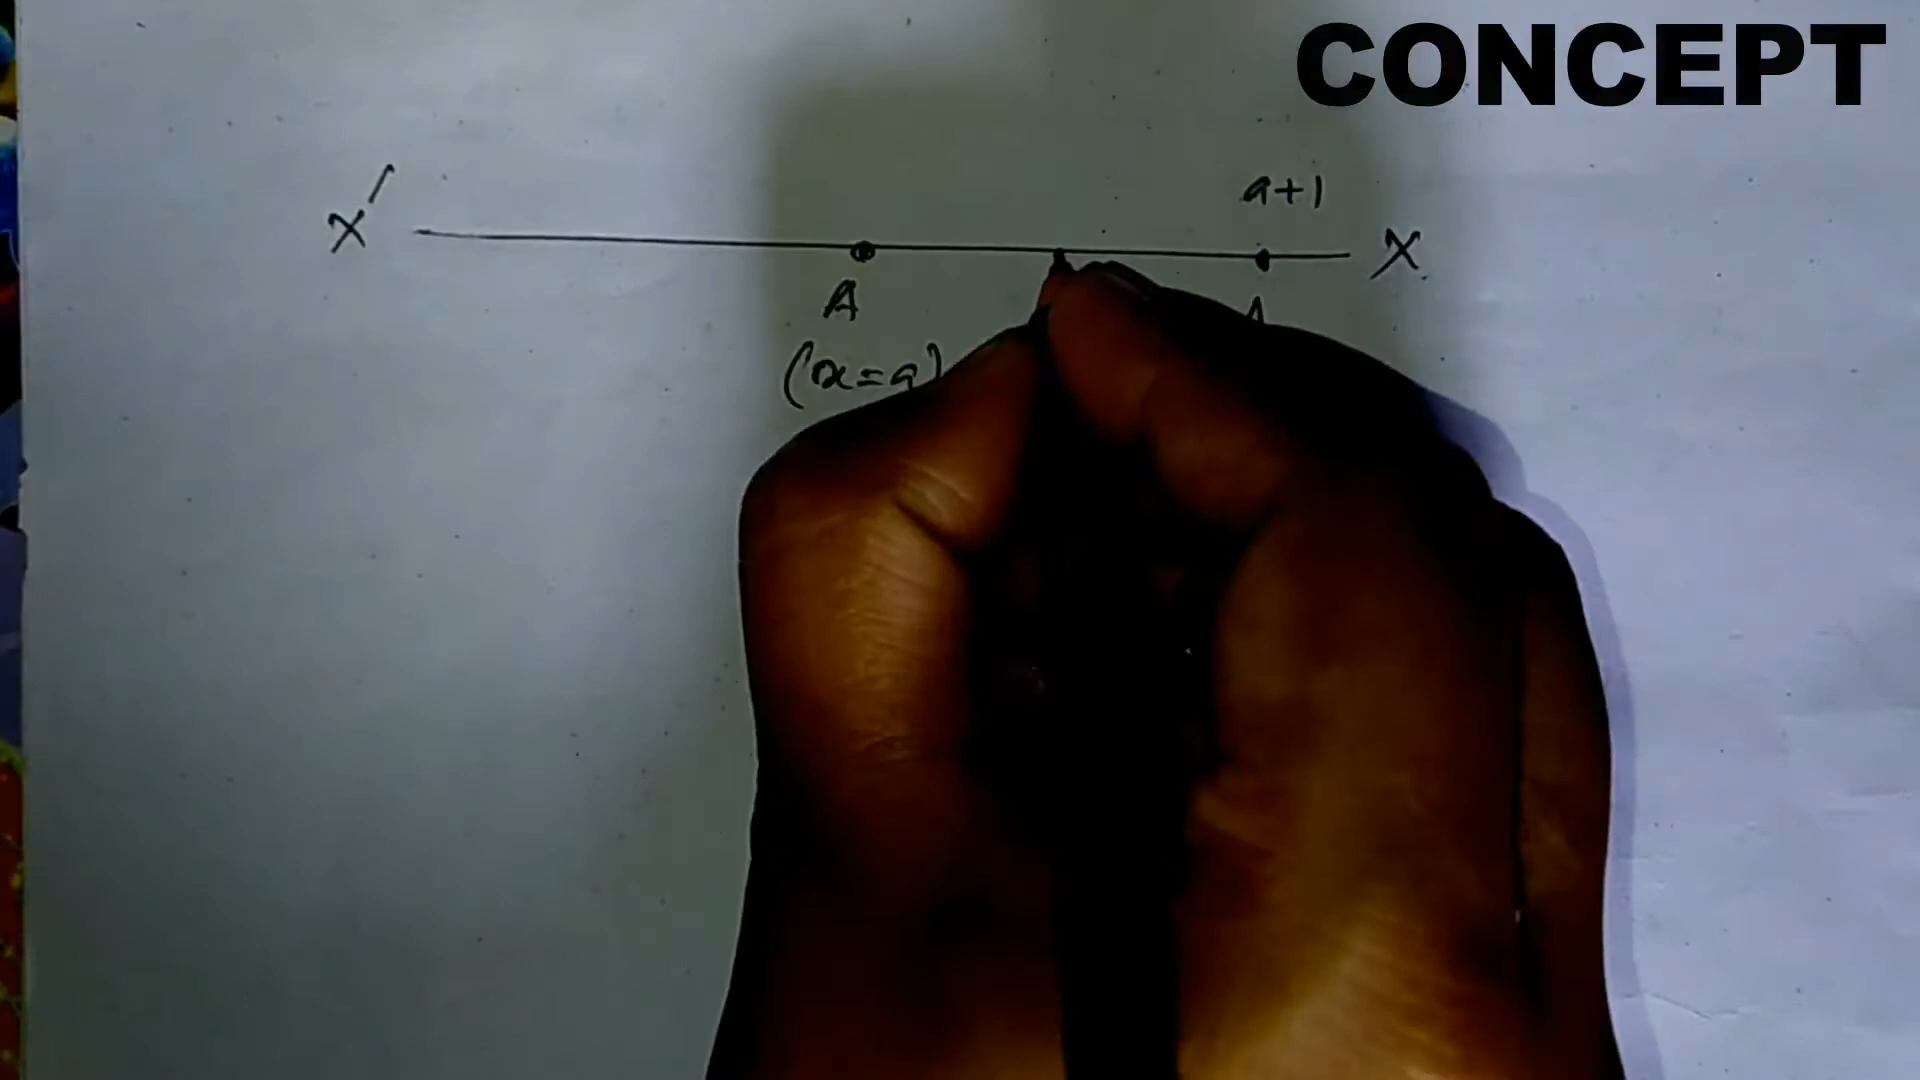 CONCEPT
a+1
X' X
A
(x=a)